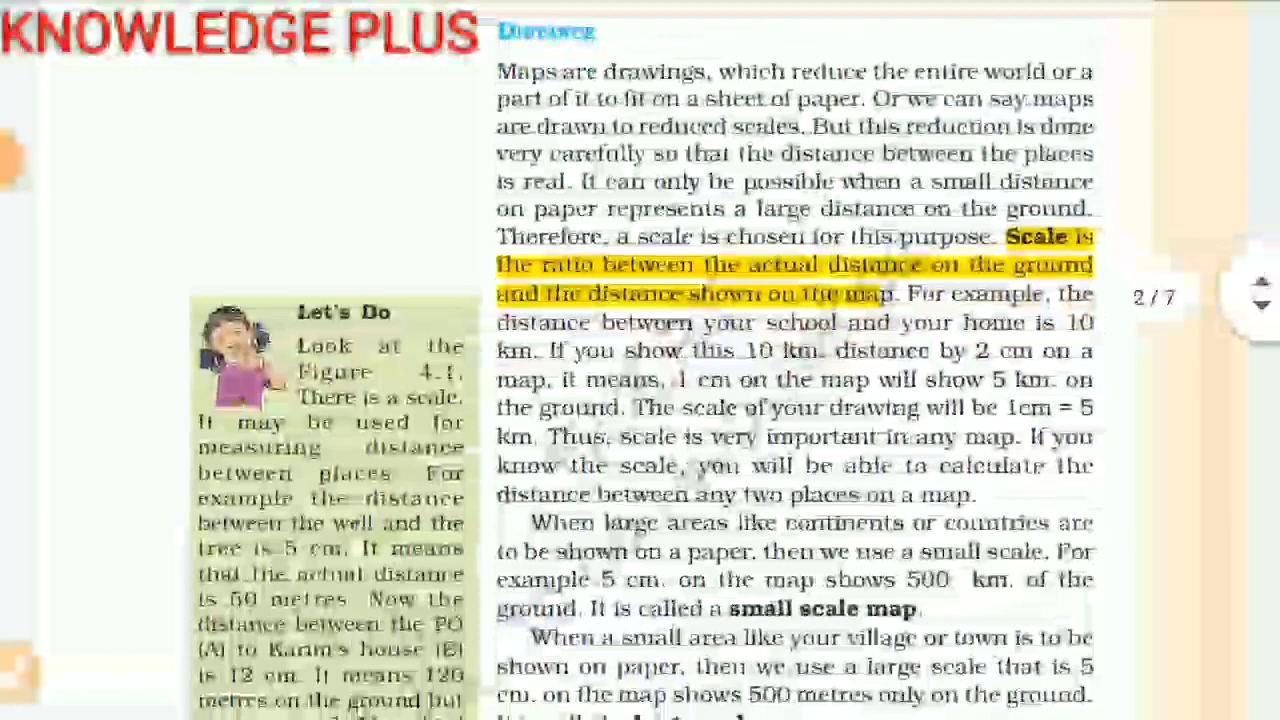 KNOWLEDGE PLUS
DISTANCE
Maps are drawings, which reduce the entire world or a
part of it to fit on a sheet of paper. Or we can say maps
are drawn to reduced scales. But this reduction is done
very carefully so that the distance between the places
is real. It can only be possible when a small distance
on paper represents a large distance on the ground.
Therefore, a scale is chosen for this purpose. Scale is
the ratio between the actual distance on the ground
and the distance shown on the map. For example, the
distance between your school and your home is 10
km. If you show this 10 km. distance by 2 cm on a
map, it means, 1 cm on the map will show 5 km. on
the ground. The scale of your drawing will be 1cm = 5
km. Thus, scale is very important in any map. If you
know the scale, you will be able to calculate the
distance between any two places on a map.
When large areas like continents or countries are
to be shown on a paper, then we use a small scale. For
example 5 cm. on the map shows 500 km. of the
ground. It is called a small scale map.
When a small area like your village or town is to be
shown on paper, then we use a large scale that is 5
cm. on the map shows 500 metres only on the ground.
Let's Do
Look at the
Figure 4.1.
There is a scale.
It may be used for
measuring distance
between places. For
example the distance
between the well and the
tree is 5 cm. It means
that the actual distance
is 50 metres. Now the
distance between the PO
(A) to Karim's house (E)
is 12 cm. It means 120
metres on the ground but
2 / 7